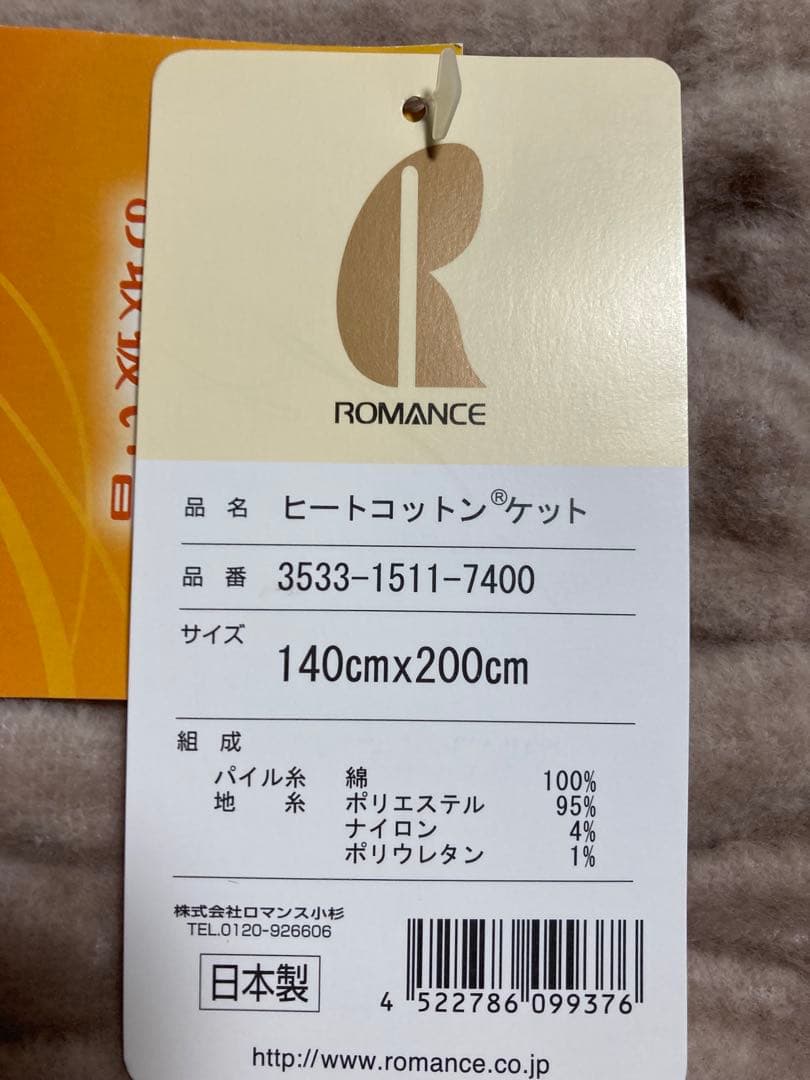 ROMANCE
品名 ヒートコットン®ケット
品番 3533-1511-7400
サイズ 140cmx200cm
組成
パイル糸 綿 100%
地糸 ポリエステル 95%
ナイロン 4%
ポリウレタン 1%
株式会社ロマンス小杉
TEL.0120-926606
日本製
4 522786 099376
http://www.romance.co.jp